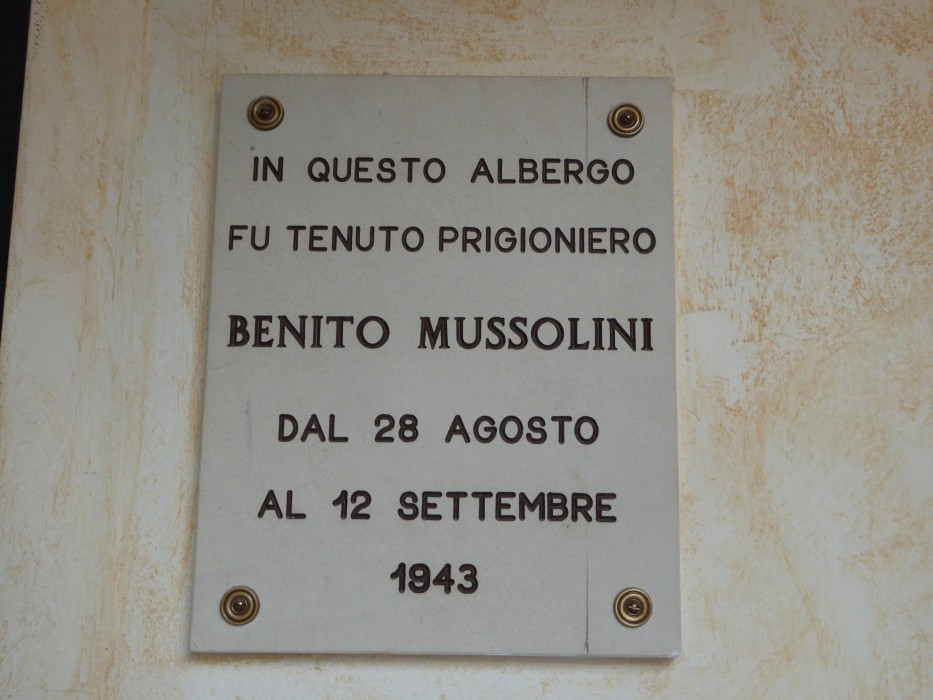 IN QUESTO ALBERGO
FU TENUTO PRIGIONIERO
BENITO MUSSOLINI
DAL 28 AGOSTO
AL 12 SETTEMBRE
1943